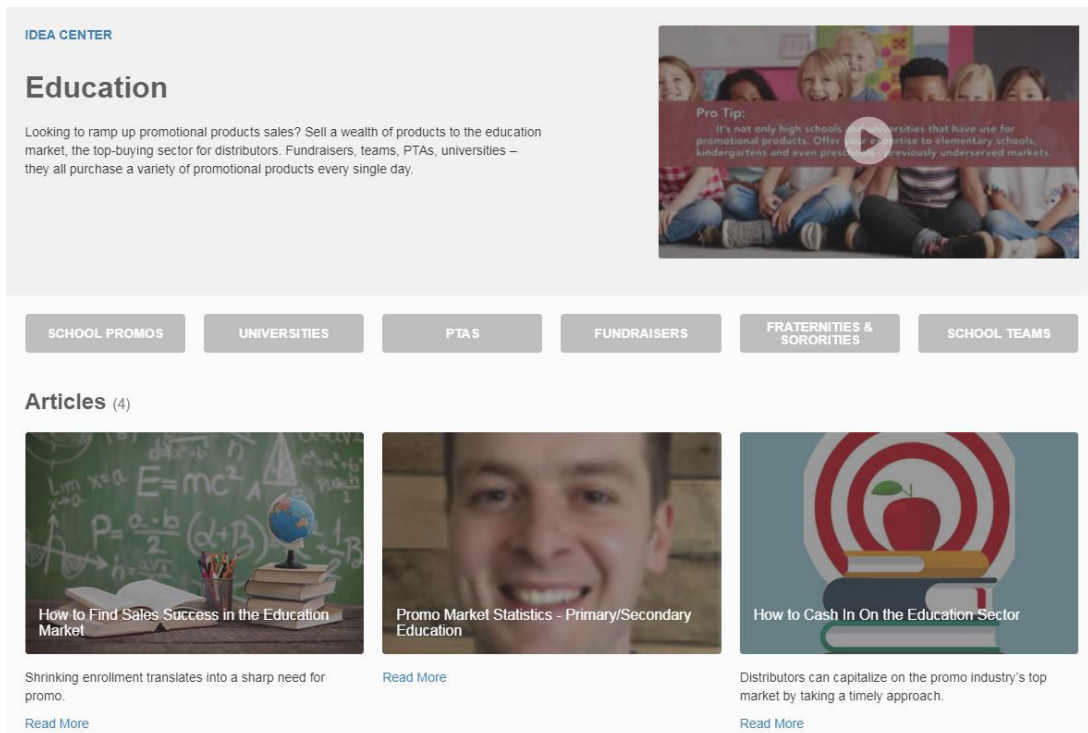 IDEA CENTER
Education
Looking to ramp up promotional products sales? Sell a wealth of products to the education
market, the top-buying sector for distributors. Fundraisers, teams, PTAs, universities –
they all purchase a variety of promotional products every single day.
Pro Tip:
It's not only high schools and universities that have use for
promotional products. Offer your expertise to elementary schools,
kindergartens and even preschools - previously underserved markets.
SCHOOL PROMOS
UNIVERSITIES
PTAS
FUNDRAISERS
FRATERNITIES &
SORORITIES
SCHOOL TEAMS
Articles (4)
E=mc²
How to Find Sales Success in the Education
Market
Promo Market Statistics - Primary/Secondary
Education
How to Cash In On the Education Sector
Shrinking enrollment translates into a sharp need for
promo.
Read More
Read More
Distributors can capitalize on the promo industry's top
market by taking a timely approach.
Read More